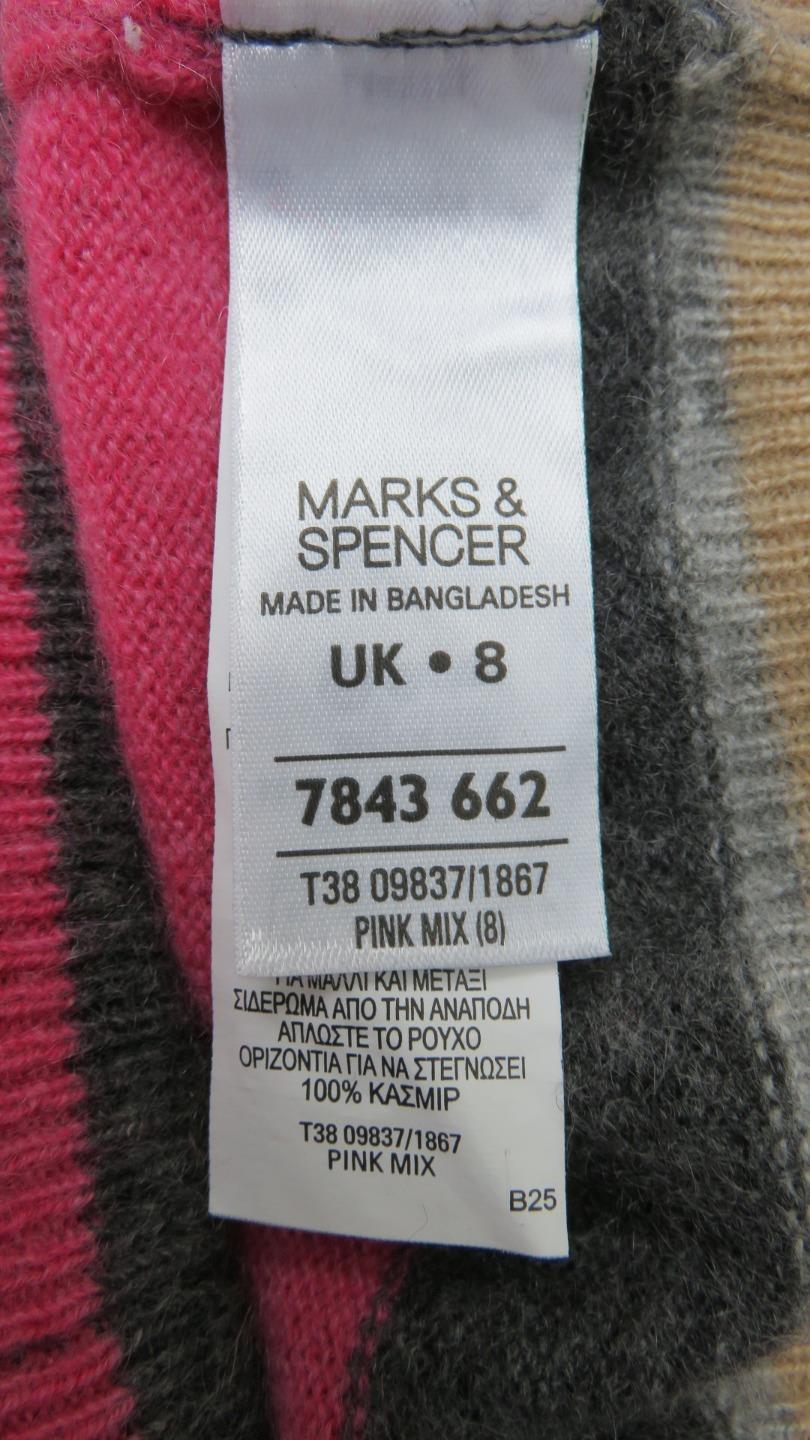 MARKS &
SPENCER
MADE IN BANGLADESH
UK • 8
7843 662
T38 09837/1867
PINK MIX (8)
ΓΙΑ ΜΑΛΛΙ ΚΑΙ ΜΕΤΑΞΙ
ΣΙΔΕΡΩΜΑ ΑΠΟ ΤΗΝ ΑΝΑΠΟΔΗ
ΑΠΛΩΣΤΕ ΤΟ ΡΟΥΧΟ
ΟΡΙΖΟΝΤΙΑ ΓΙΑ ΝΑ ΣΤΕΓΝΩΣΕΙ
100% ΚΑΣΜΙΡ
T38 09837/1867
PINK MIX
B25